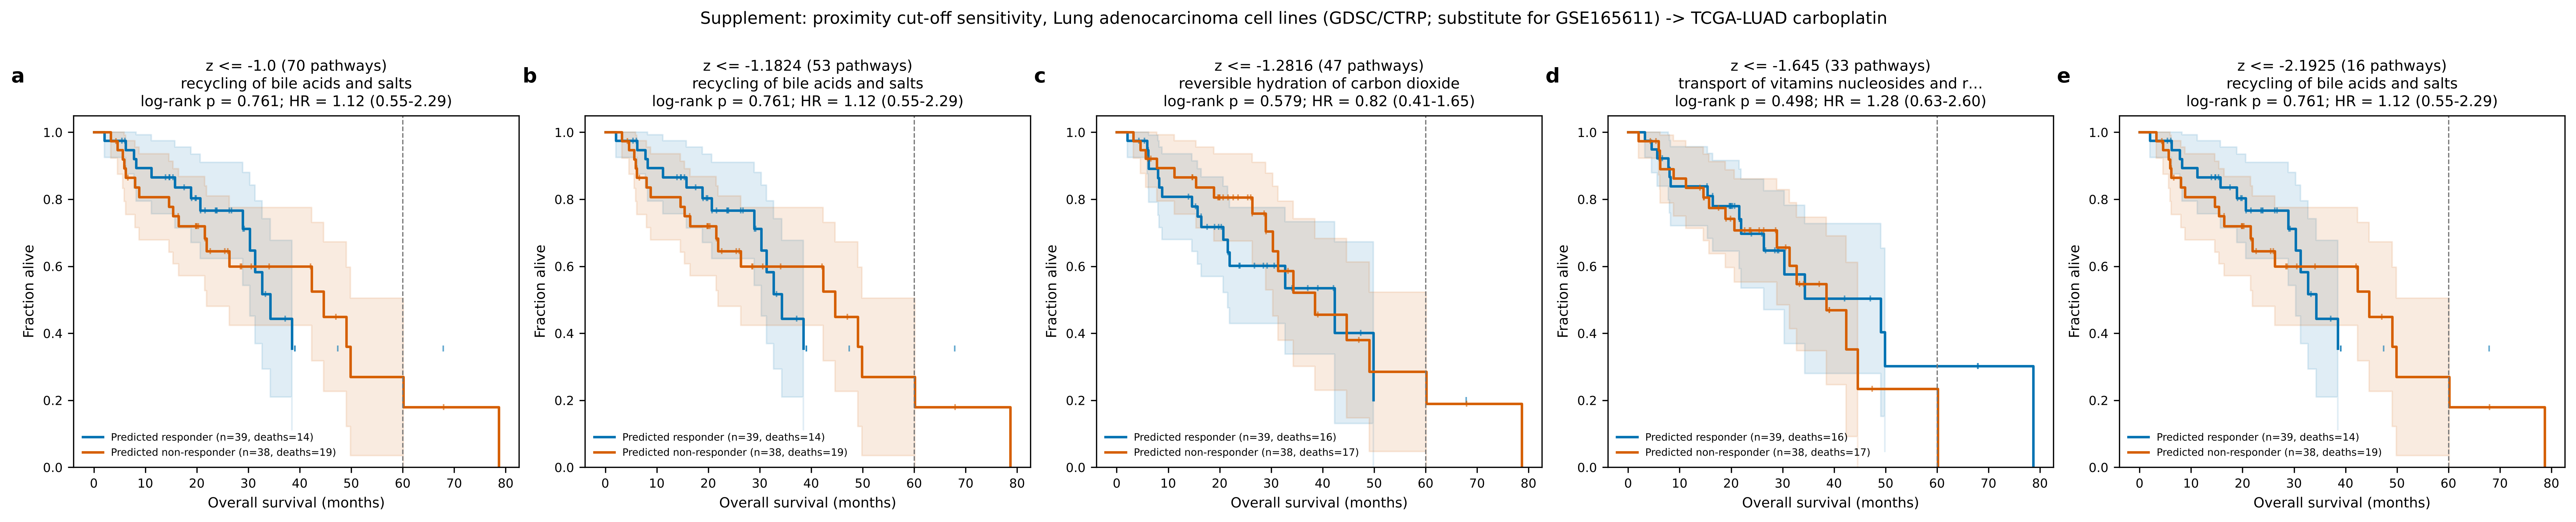 Supplement: proximity cut-off sensitivity, Lung adenocarcinoma cell lines (GDSC/CTRP; substitute for GSE165611) -> TCGA-LUAD carboplatin
a
z <= -1.0 (70 pathways)
recycling of bile acids and salts
log-rank p = 0.761; HR = 1.12 (0.55-2.29)
Fraction alive
1.0
0.8
0.6
0.4
0.2
0.0
Predicted responder (n=39, deaths=14)
Predicted non-responder (n=38, deaths=19)
0 10 20 30 40 50 60 70 80
Overall survival (months)
b
z <= -1.1824 (53 pathways)
recycling of bile acids and salts
log-rank p = 0.761; HR = 1.12 (0.55-2.29)
Fraction alive
1.0
0.8
0.6
0.4
0.2
0.0
Predicted responder (n=39, deaths=14)
Predicted non-responder (n=38, deaths=19)
0 10 20 30 40 50 60 70 80
Overall survival (months)
c
z <= -1.2816 (47 pathways)
reversible hydration of carbon dioxide
log-rank p = 0.579; HR = 0.82 (0.41-1.65)
Fraction alive
1.0
0.8
0.6
0.4
0.2
0.0
Predicted responder (n=39, deaths=16)
Predicted non-responder (n=38, deaths=17)
0 10 20 30 40 50 60 70 80
Overall survival (months)
d
z <= -1.645 (33 pathways)
transport of vitamins nucleosides and r...
log-rank p = 0.498; HR = 1.28 (0.63-2.60)
Fraction alive
1.0
0.8
0.6
0.4
0.2
0.0
Predicted responder (n=39, deaths=16)
Predicted non-responder (n=38, deaths=17)
0 10 20 30 40 50 60 70 80
Overall survival (months)
e
z <= -2.1925 (16 pathways)
recycling of bile acids and salts
log-rank p = 0.761; HR = 1.12 (0.55-2.29)
Fraction alive
1.0
0.8
0.6
0.4
0.2
0.0
Predicted responder (n=39, deaths=14)
Predicted non-responder (n=38, deaths=19)
0 10 20 30 40 50 60 70 80
Overall survival (months)